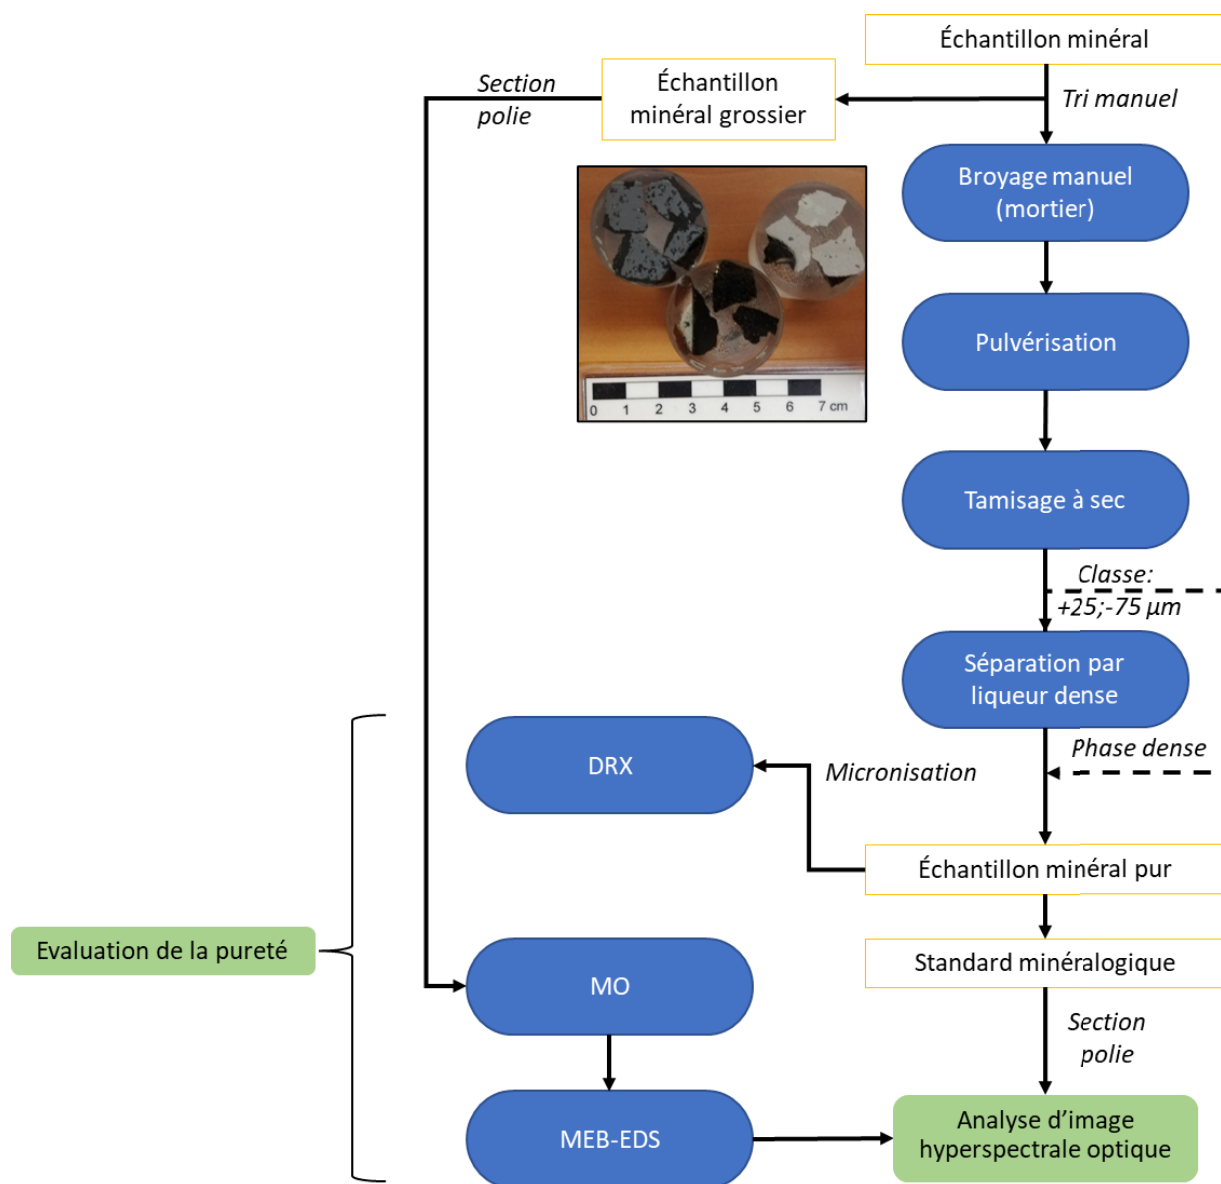 Échantillon minéral
Section
polie
Échantillon
minéral grossier
Tri manuel
Broyage manuel
(mortier)
0 1 2 3 4 5 6 7 cm
Pulvérisation
Tamisage à sec
Classe:
+25;-75 µm
Séparation par
liqueur dense
Phase dense
DRX
Micronisation
Échantillon minéral pur
Evaluation de la pureté
MO
Standard minéralogique
Section
polie
MEB-EDS
Analyse d’image
hyperspectrale optique